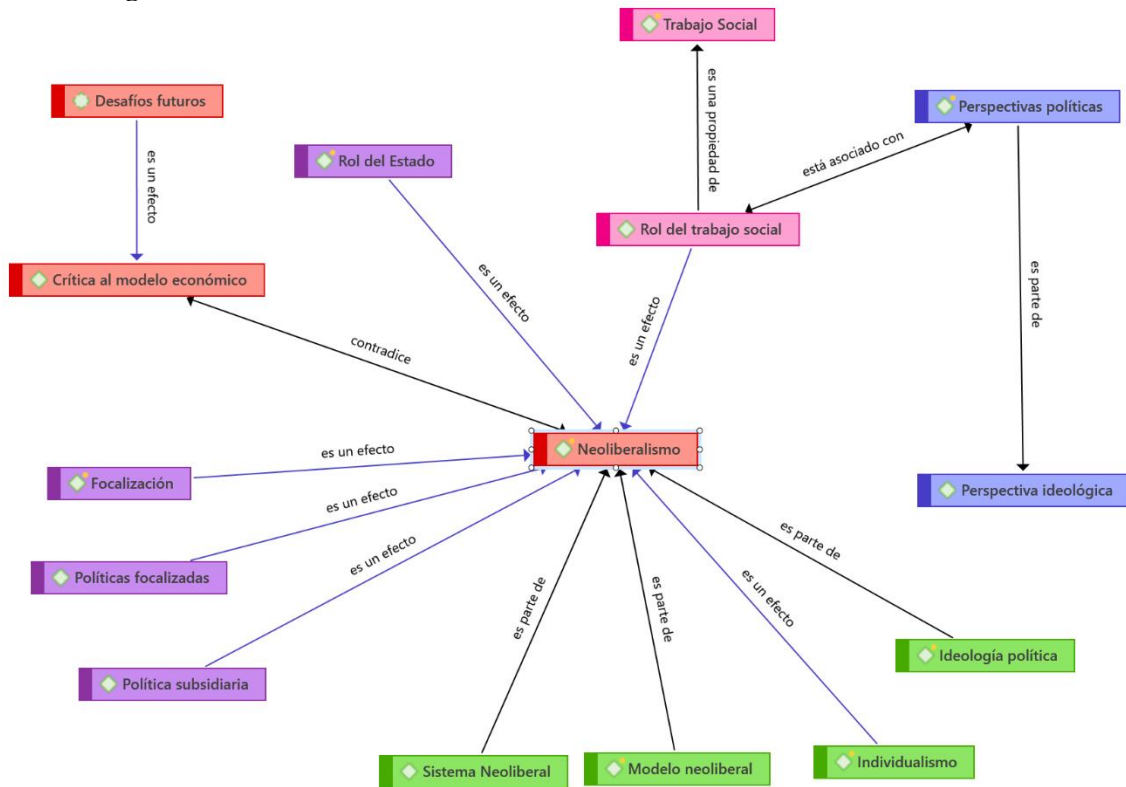 Trabajo Social
Desafíos futuros
Perspectivas políticas
es una propiedad de
está asociado con
es un efecto
Rol del Estado
Rol del trabajo social
Crítica al modelo económico
es un efecto
es un efecto
es parte de
contradice
Neoliberalismo
es un efecto
Focalización
Perspectiva ideológica
es un efecto
es un efecto
Políticas focalizadas
es parte de
es parte de
es un efecto
es parte de
Ideología política
Política subsidiaria
Sistema Neoliberal
Modelo neoliberal
Individualismo